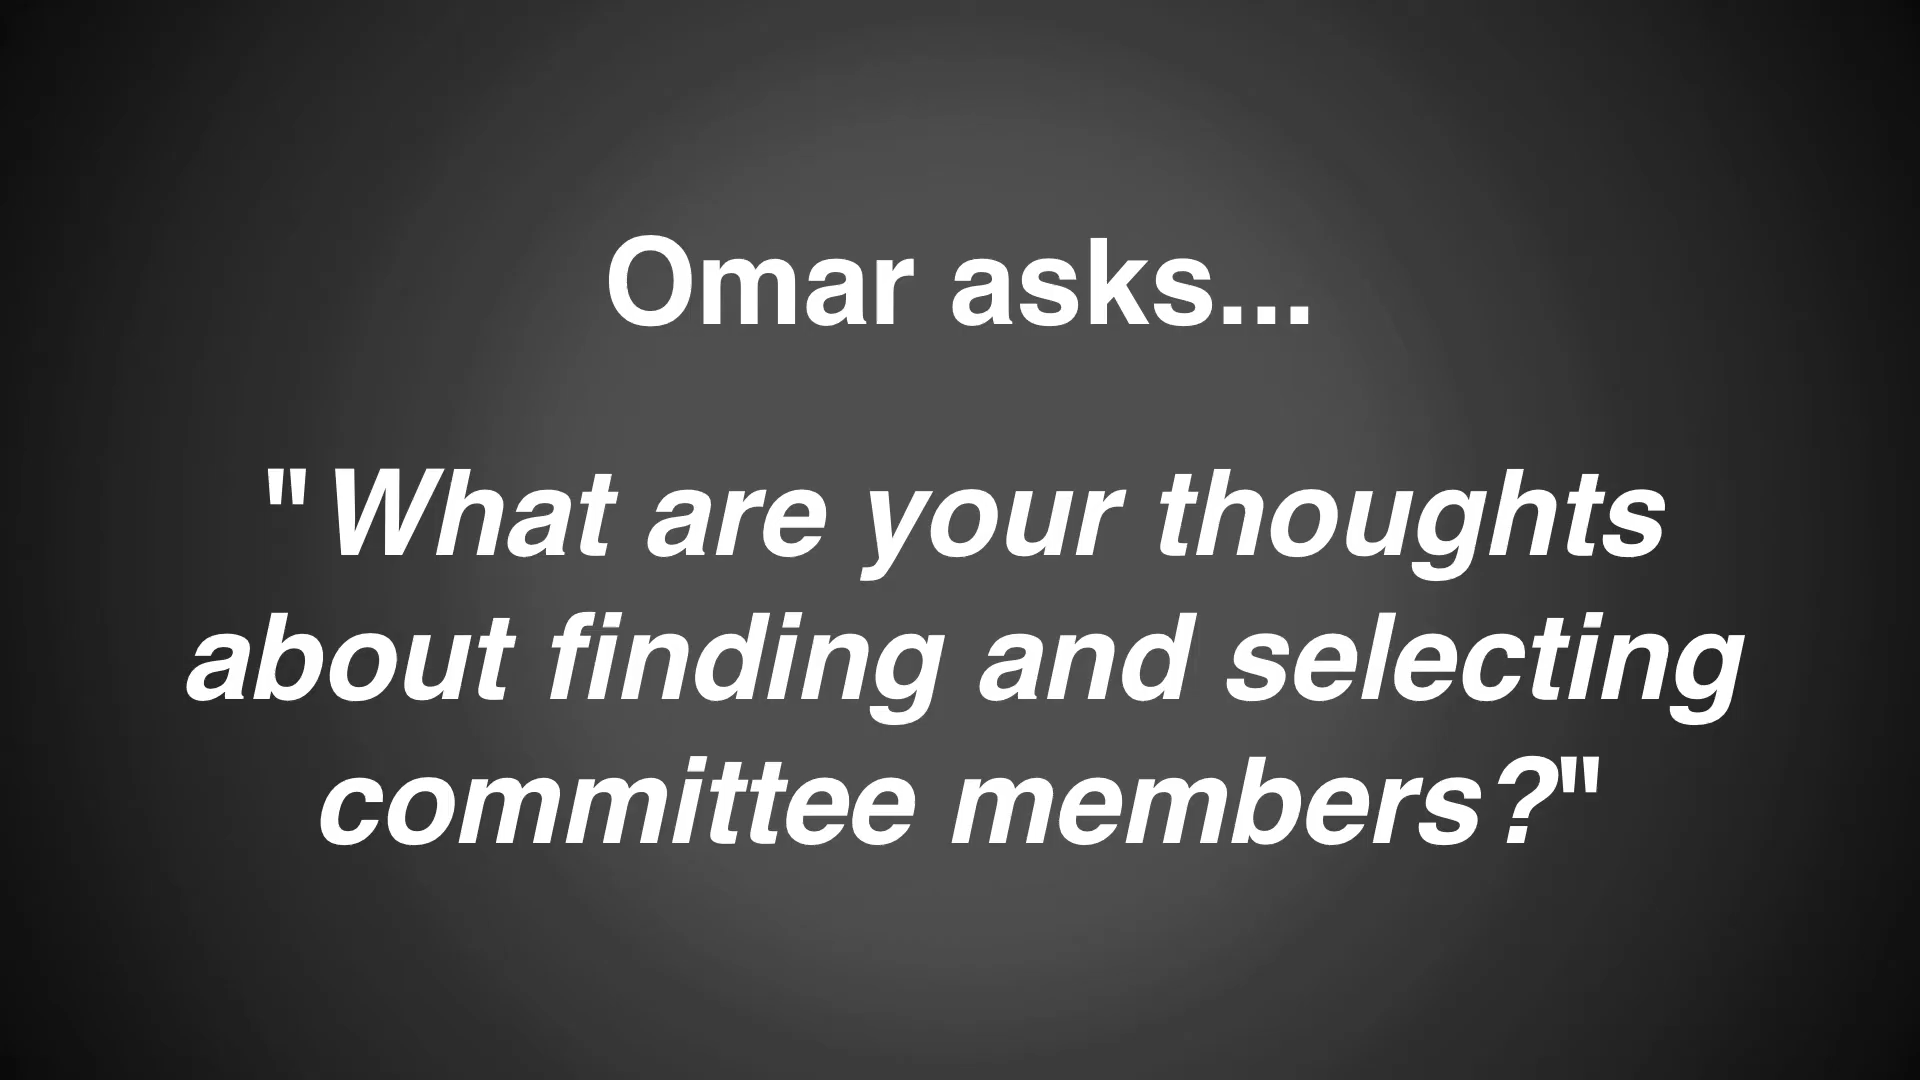 Omar asks...
"What are your thoughts
about finding and selecting
committee members?"